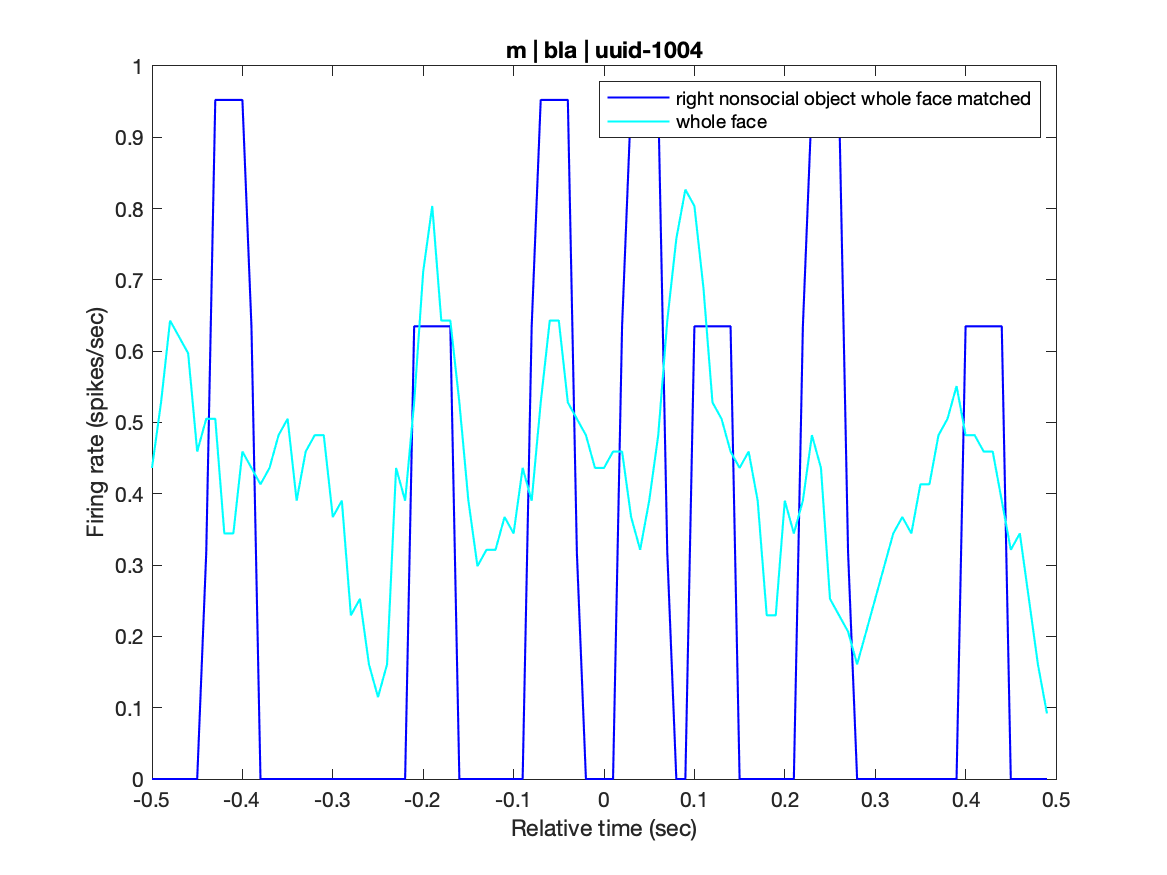 m | bla | uuid-1004
right nonsocial object whole face matched
whole face
Firing rate (spikes/sec)
1
0.9
0.8
0.7
0.6
0.5
0.4
0.3
0.2
0.1
0
-0.5 -0.4 -0.3 -0.2 -0.1 0 0.1 0.2 0.3 0.4 0.5
Relative time (sec)